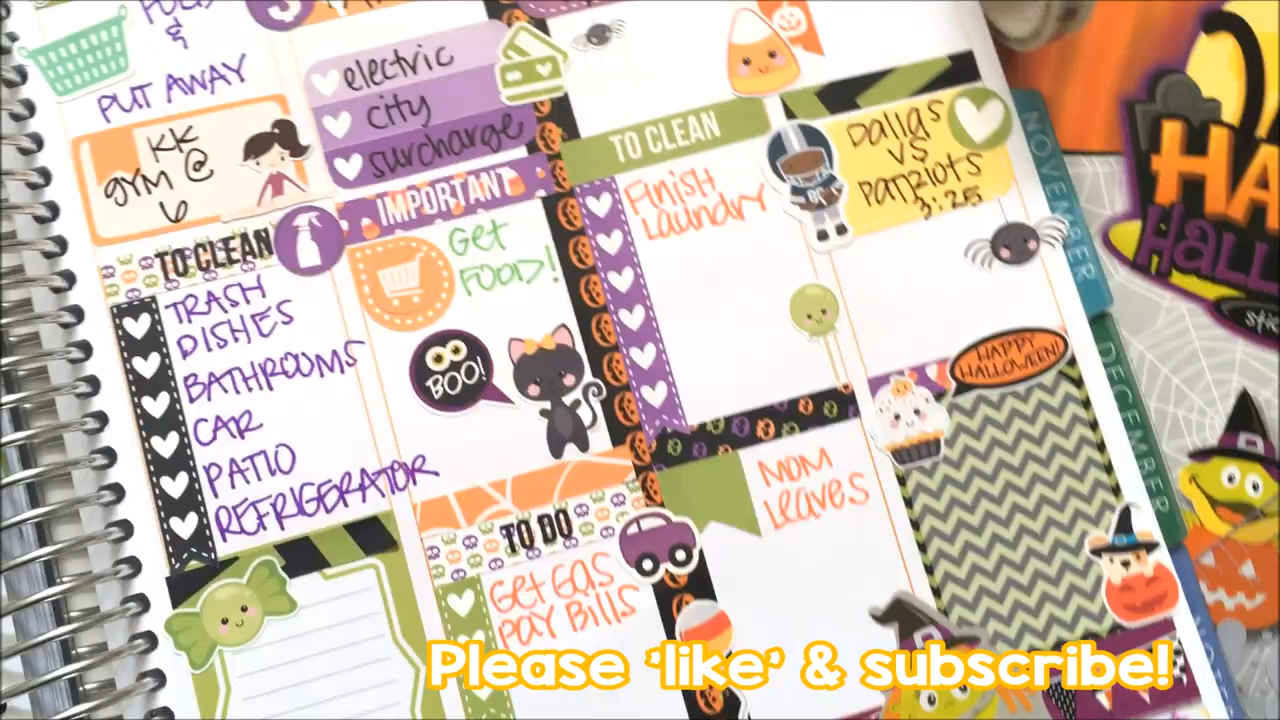 &
PUT AWAY
KK
gym @
6
TO CLEAN
TRASH
DISHES
BATHROOMS
CAR
PATIO
REFRIGERATOR
electric
city
surcharge
IMPORTANT
Get
FOOD!
BOO!
TO DO
Get Gas
Pay Bills
TO CLEAN
Finish
Laundry
MOM
Leaves
Dallas
VS
Patriots
3:25
HAPPY
HALLOWEEN!
NOVEMBER
DECEMBER
Please 'like' & subscribe!